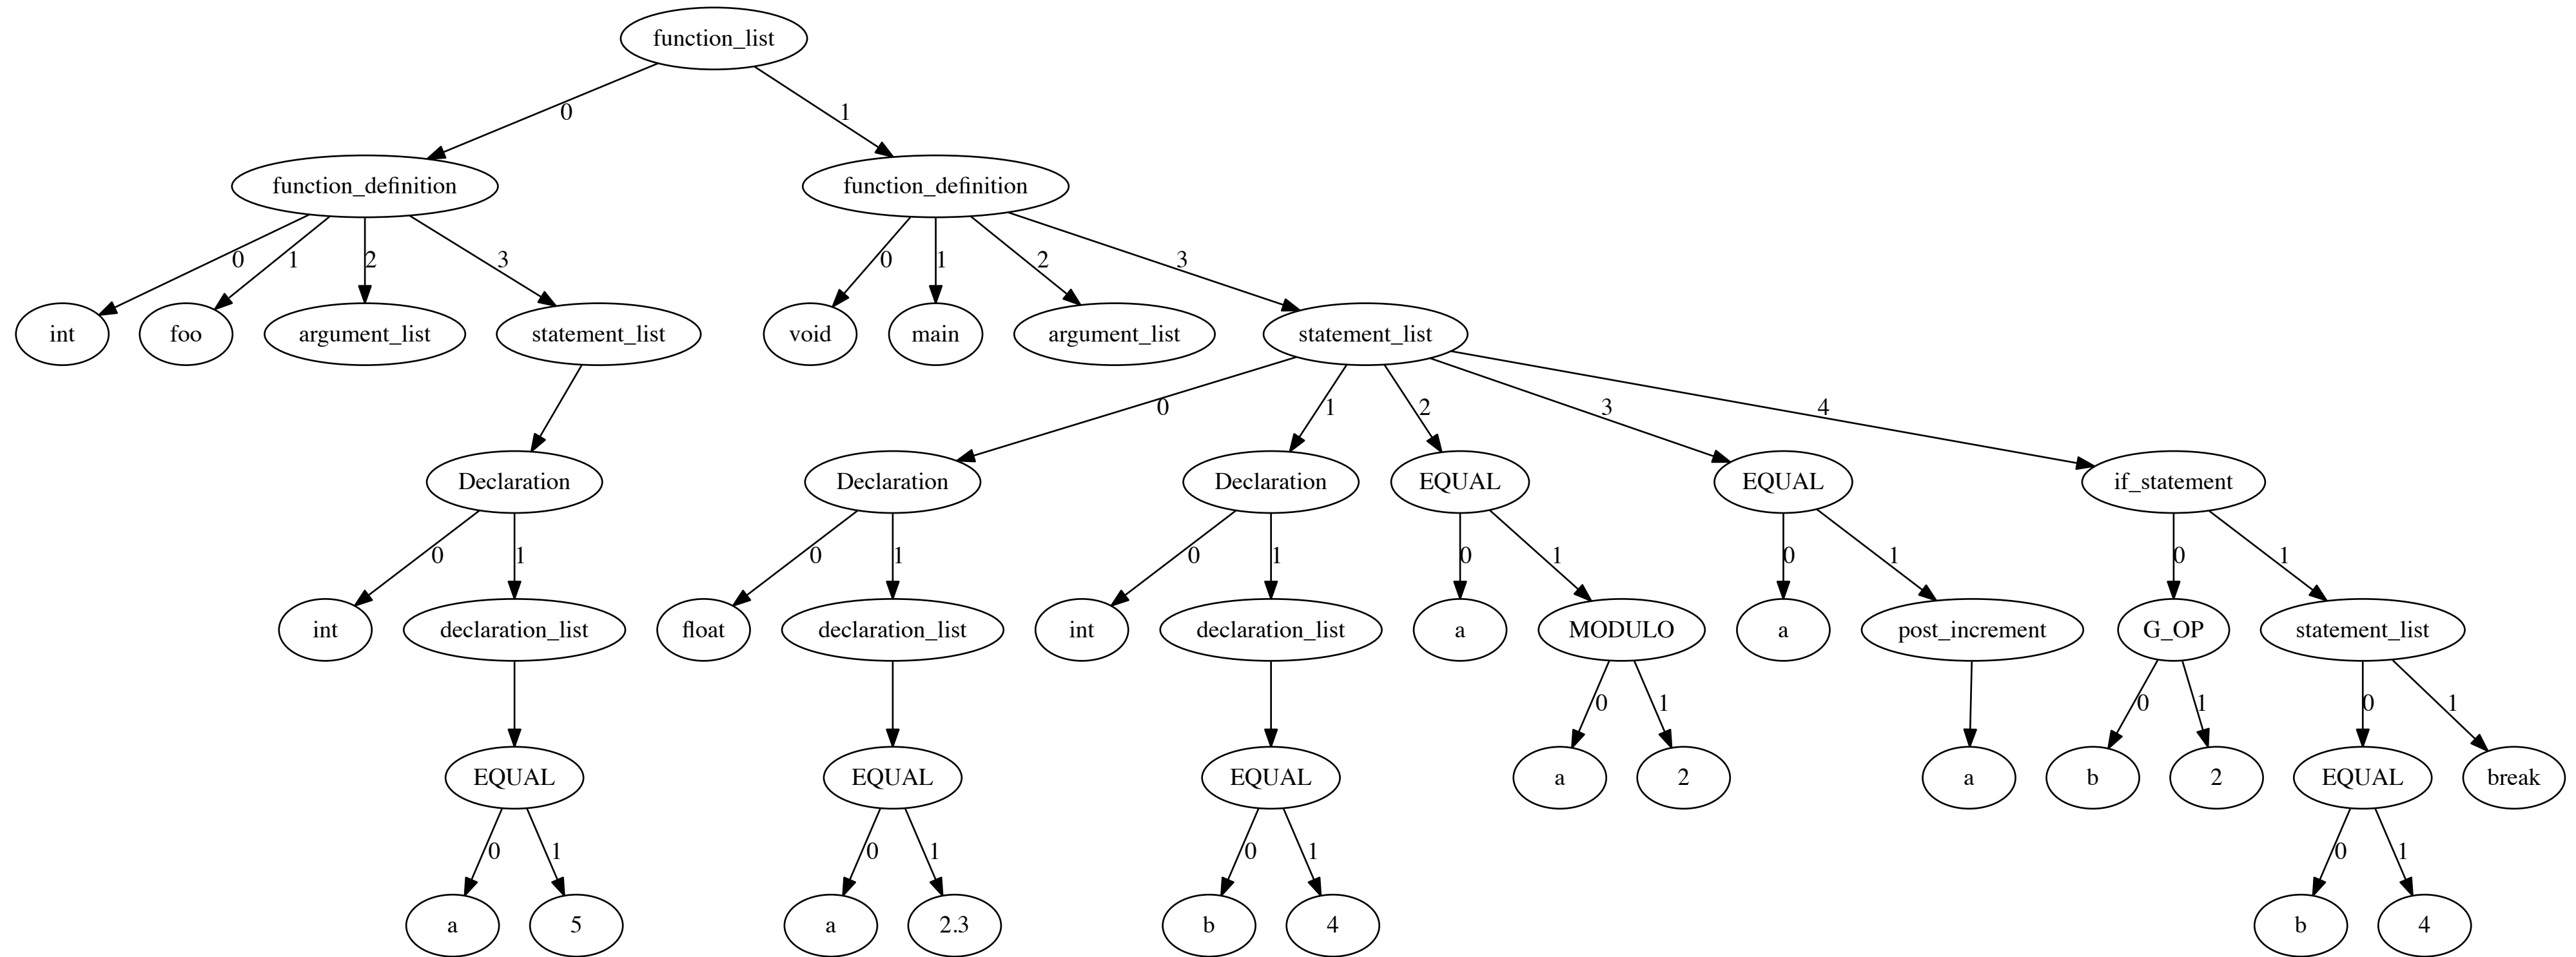 function_list
0 1
function_definition function_definition
0 1 2 3 0 1 2 3
int foo argument_list statement_list void main argument_list statement_list
0 1 2 3 4
Declaration Declaration Declaration EQUAL EQUAL if_statement
0 1 0 1 0 1 0 1 0 1 0 1
int declaration_list float declaration_list int declaration_list a MODULO a post_increment G_OP statement_list
0 1 0 1 0 1
EQUAL EQUAL EQUAL a 2 a b 2 EQUAL break
0 1 0 1 0 1 0 1
a 5 a 2.3 b 4 b 4